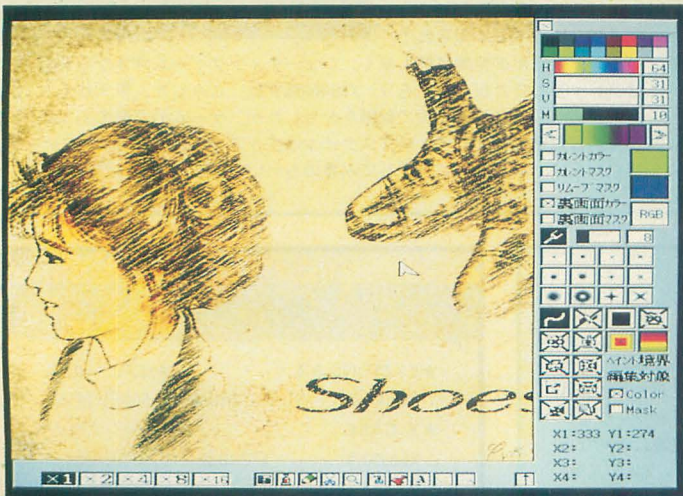 Shoes
H 64
S 31
V 31
M 10
カレントカラー
カレントマスク
リムーブマスク
裏画面カラー
裏画面マスク
RGB
8
ペイント境界
編集対象
Color
Mask
X1:333 Y1:274
X2: Y2:
X3: Y3:
X4: Y4:
×1 ×2 ×4 ×8 ×16
A